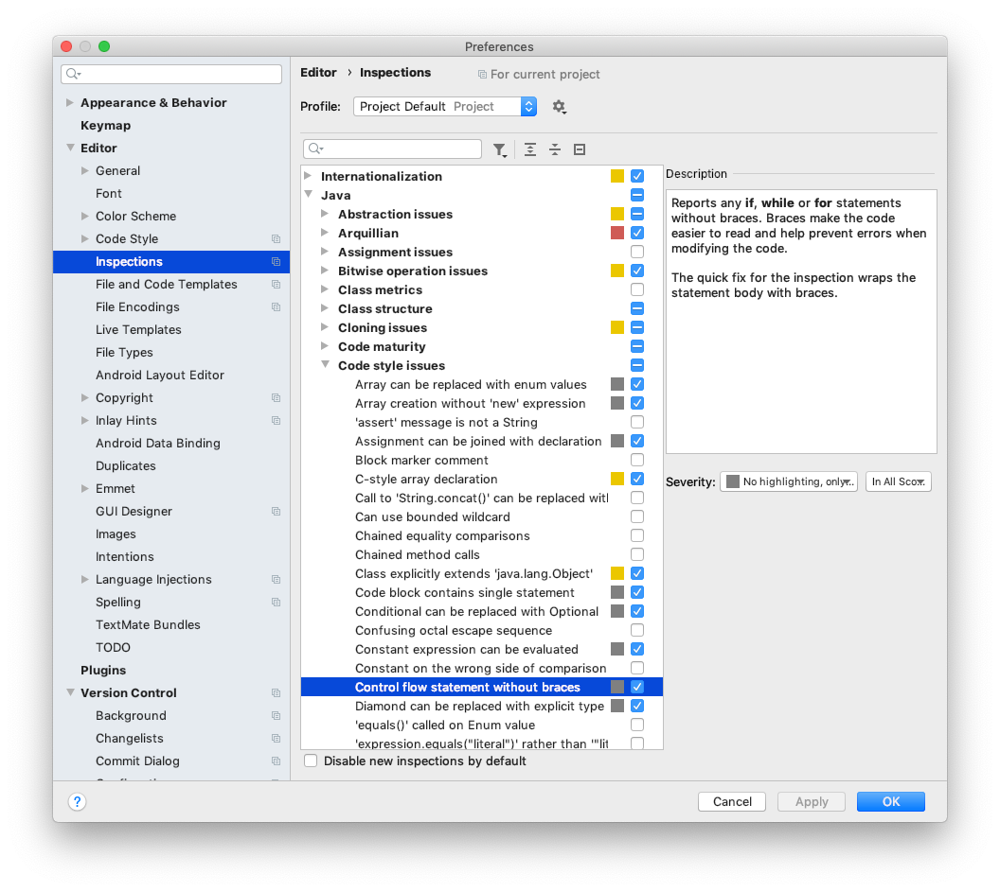 Preferences
Appearance & Behavior
Keymap
Editor
General
Font
Color Scheme
Code Style
Inspections
File and Code Templates
File Encodings
Live Templates
File Types
Android Layout Editor
Copyright
Inlay Hints
Android Data Binding
Duplicates
Emmet
GUI Designer
Images
Intentions
Language Injections
Spelling
TextMate Bundles
TODO
Plugins
Version Control
Background
Changelists
Commit Dialog
Editor › Inspections
For current project
Profile:
Project Default Project
Internationalization
Java
Abstraction issues
Arquillian
Assignment issues
Bitwise operation issues
Class metrics
Class structure
Cloning issues
Code maturity
Code style issues
Array can be replaced with enum values
Array creation without 'new' expression
'assert' message is not a String
Assignment can be joined with declaration
Block marker comment
C-style array declaration
Call to 'String.concat()' can be replaced
Can use bounded wildcard
Chained equality comparisons
Chained method calls
Class explicitly extends 'java.lang.Object'
Code block contains single statement
Conditional can be replaced with Optional
Confusing octal escape sequence
Constant expression can be evaluated
Constant on the wrong side of comparison
Control flow statement without braces
Diamond can be replaced with explicit type
'equals()' called on Enum value
'expression.equals("literal")' rather than
Disable new inspections by default
Description
Reports any if, while or for statements
without braces. Braces make the code
easier to read and help prevent errors when
modifying the code.
The quick fix for the inspection wraps the
statement body with braces.
Severity:
No highlighting, only...
In All Sco...
?
Cancel
Apply
OK